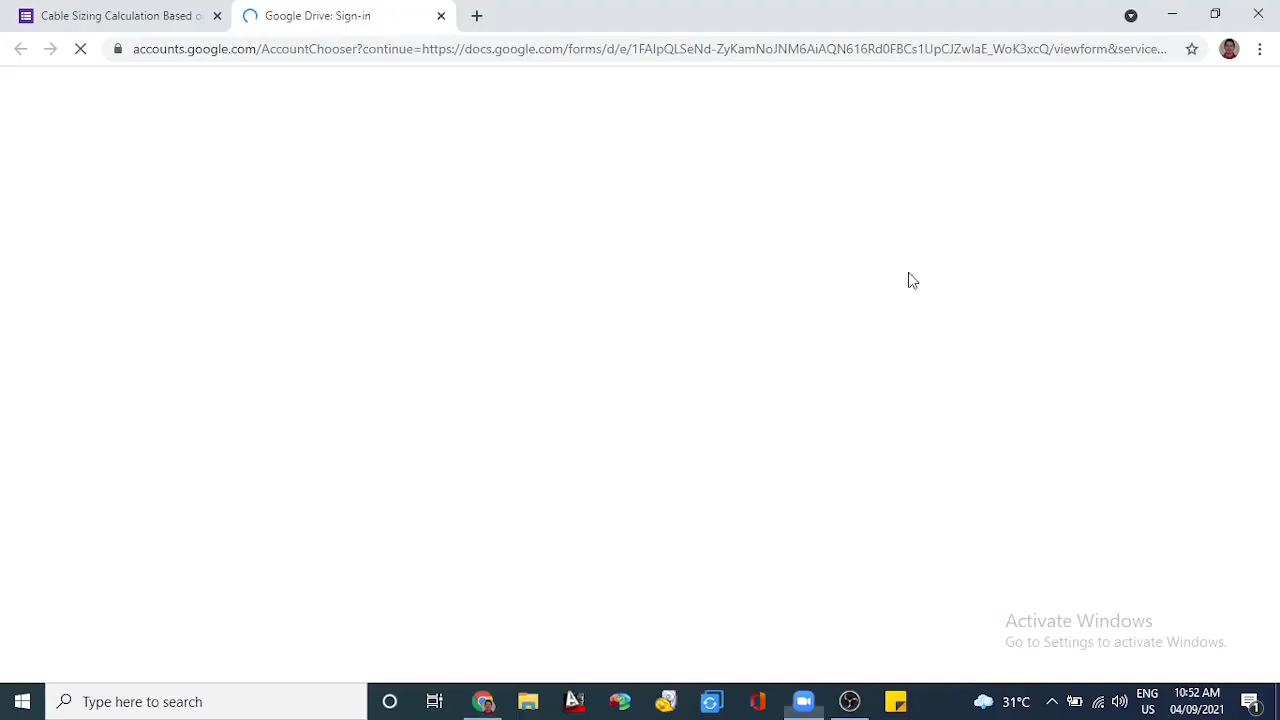 Cable Sizing Calculation Based o
Google Drive: Sign-in
accounts.google.com/AccountChooser?continue=https://docs.google.com/forms/d/e/1FAIpQLSeNd-ZyKamNoJNM6AiAQN616Rd0FBCs1UpCJZwlaE_WoK3xcQ/viewform&service...
Activate Windows
Go to Settings to activate Windows.
Type here to search
31°C
ENG
US
10:52 AM
04/09/2021
1